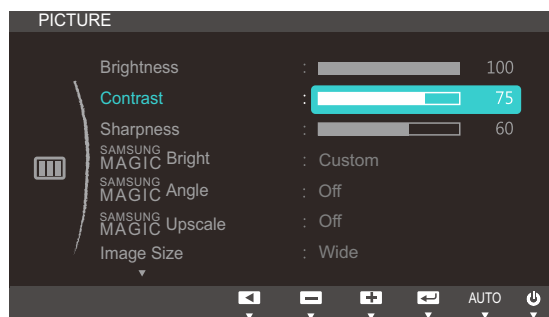 PICTURE
Brightness : 100
Contrast : 75
Sharpness : 60
SAMSUNG MAGIC Bright : Custom
SAMSUNG MAGIC Angle : Off
SAMSUNG MAGIC Upscale : Off
Image Size : Wide
AUTO